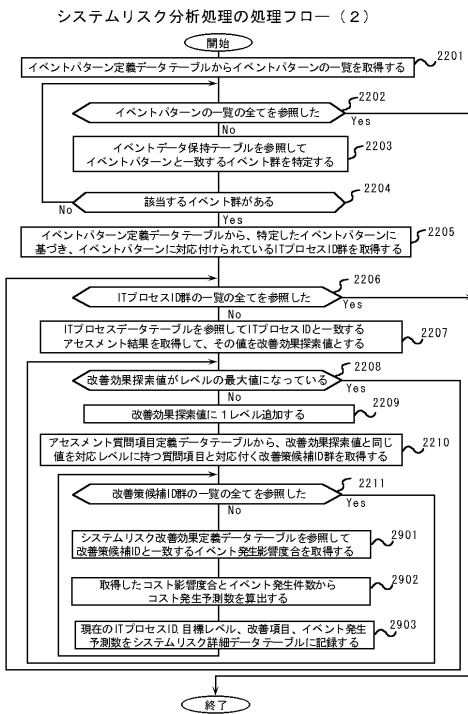 システムリスク分析処理の処理フロー（2）
開始
2201
イベントパターン定義データテーブルからイベントパターンの一覧を取得する
2202
イベントパターンの一覧の全てを参照した
Yes
No
2203
イベントデータ保持テーブルを参照して
イベントパターンと一致するイベント群を特定する
2204
該当するイベント群がある
No
Yes
2205
イベントパターン定義データテーブルから、特定したイベントパターンに
基づき、イベントパターンに対応付けられているITプロセスID群を取得する
2206
ITプロセスID群の一覧の全てを参照した
Yes
No
2207
ITプロセスデータテーブルを参照してITプロセスIDと一致する
アセスメント結果を取得して、その値を改善効果探索値とする
2208
改善効果探索値がレベルの最大値になっている
Yes
No
2209
改善効果探索値に1レベル追加する
2210
アセスメント質問項目定義データテーブルから、改善効果探索値と同じ
値を対応レベルに持つ質問項目と対応付く改善策候補ID群を取得する
2211
改善策候補ID群の一覧の全てを参照した
Yes
No
2901
システムリスク改善効果定義データテーブルを参照して
改善策候補IDと一致するイベント発生影響度合を取得する
2902
取得したコスト影響度合とイベント発生件数から
コスト発生予測数を算出する
2903
現在のITプロセスID、目標レベル、改善項目、イベント発生
予測数をシステムリスク詳細データテーブルに記録する
終了